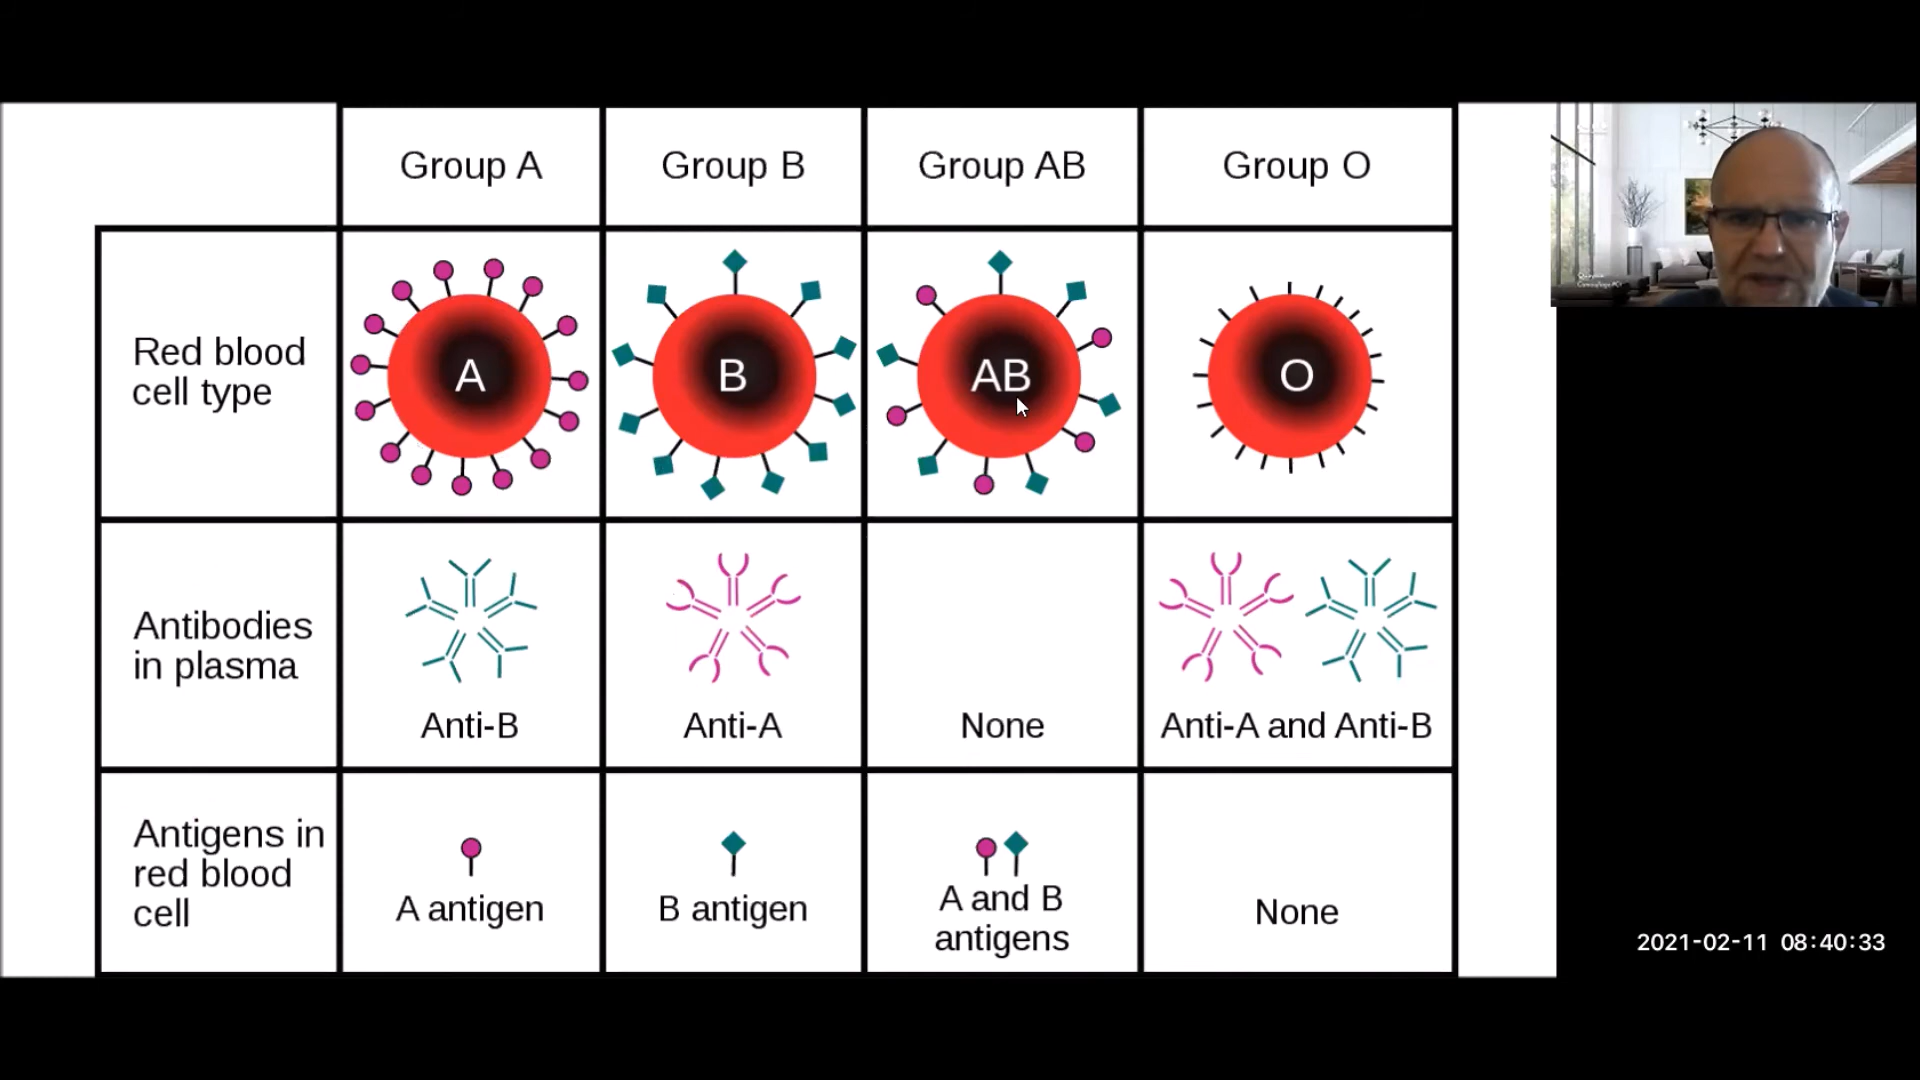 Group A
Group B
Group AB
Group O
Red blood
cell type
A
B
AB
O
Antibodies
in plasma
Anti-B
Anti-A
None
Anti-A and Anti-B
Antigens in
red blood
cell
A antigen
B antigen
A and B
antigens
None
2021-02-11 08:40:33